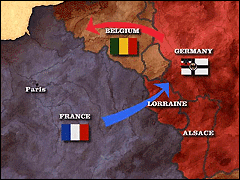 BELGIUM
GERMANY
Paris
LORRAINE
FRANCE
ALSACE